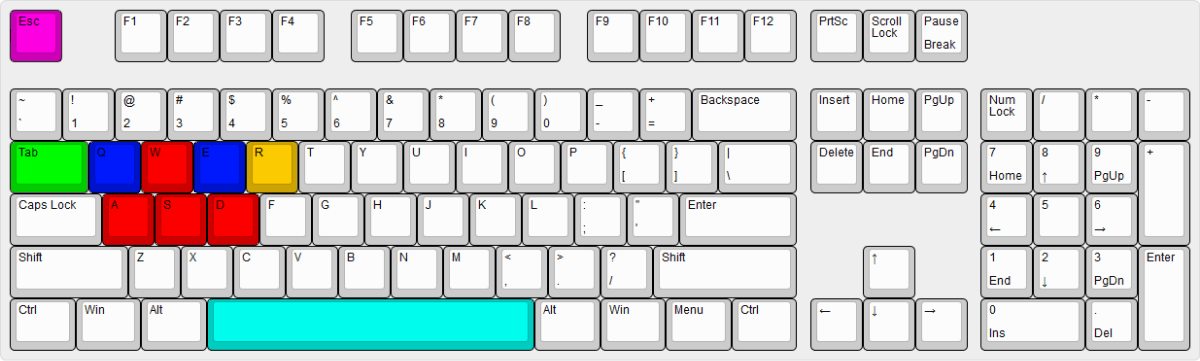 Esc F1 F2 F3 F4 F5 F6 F7 F8 F9 F10 F11 F12 PrtSc Scroll Lock Pause Break
~ ! @ # $ % ^ & * ( ) _ + Backspace Insert Home PgUp Num Lock / * -
` 1 2 3 4 5 6 7 8 9 0 - =
Tab Q W E R T Y U I O P { } | Delete End PgDn 7 8 9 +
[ ] \ Home ↑ PgUp
Caps Lock A S D F G H J K L : " Enter 4 5 6
; ' ← →
Shift Z X C V B N M < > ? Shift ↑ 1 2 3 Enter
, . / End ↓ PgDn
Ctrl Win Alt Alt Win Menu Ctrl ← ↓ → 0 .
Ins Del